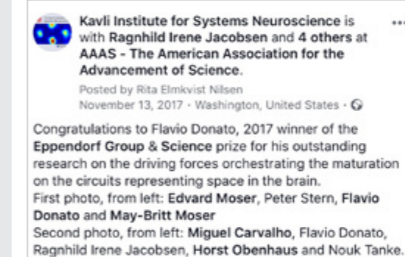 Kavli Institute for Systems Neuroscience is
with Ragnhild Irene Jacobsen and 4 others at
AAAS - The American Association for the
Advancement of Science.
Posted by Rita Elmkvist Nilsen
November 13, 2017 · Washington, United States ·
Congratulations to Flavio Donato, 2017 winner of the
Eppendorf Group & Science prize for his outstanding
research on the driving forces orchestrating the maturation
on the circuits representing space in the brain.
First photo, from left: Edvard Moser, Peter Stern, Flavio
Donato and May-Britt Moser
Second photo, from left: Miguel Carvalho, Flavio Donato,
Ragnhild Irene Jacobsen, Horst Obenhaus and Nouk Tanke.